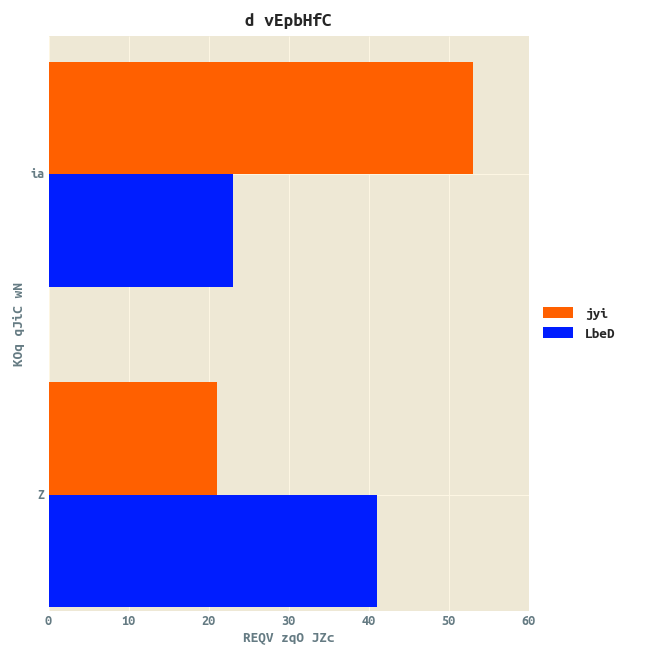 d vEpbHfC
ia
Z
KOq qJiC wN
0 10 20 30 40 50 60
REQV zqO JZc
jyi
LbeD